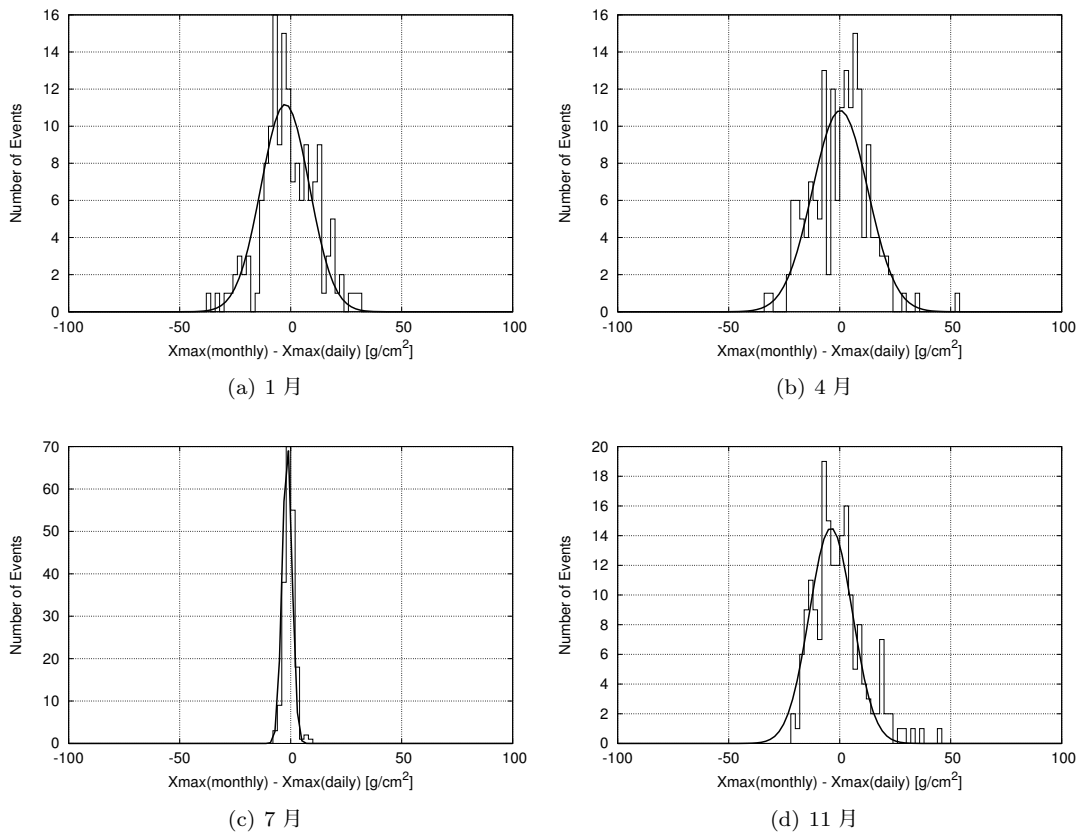 16
14
12
10
8
6
4
2
0
Number of Events
-100 -50 0 50 100
Xmax(monthly) - Xmax(daily) [g/cm²]
(a) 1 月
16
14
12
10
8
6
4
2
0
Number of Events
-100 -50 0 50 100
Xmax(monthly) - Xmax(daily) [g/cm²]
(b) 4 月
70
60
50
40
30
20
10
0
Number of Events
-100 -50 0 50 100
Xmax(monthly) - Xmax(daily) [g/cm²]
(c) 7 月
20
18
16
14
12
10
8
6
4
2
0
Number of Events
-100 -50 0 50 100
Xmax(monthly) - Xmax(daily) [g/cm²]
(d) 11 月